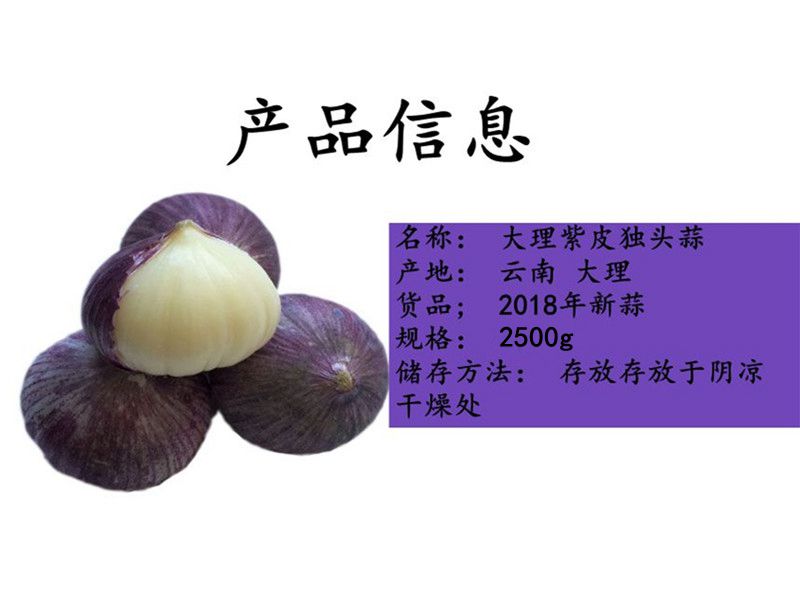 产品信息
名称： 大理紫皮独头蒜
产地： 云南 大理
货品； 2018年新蒜
规格： 2500g
储存方法： 存放存放于阴凉
干燥处